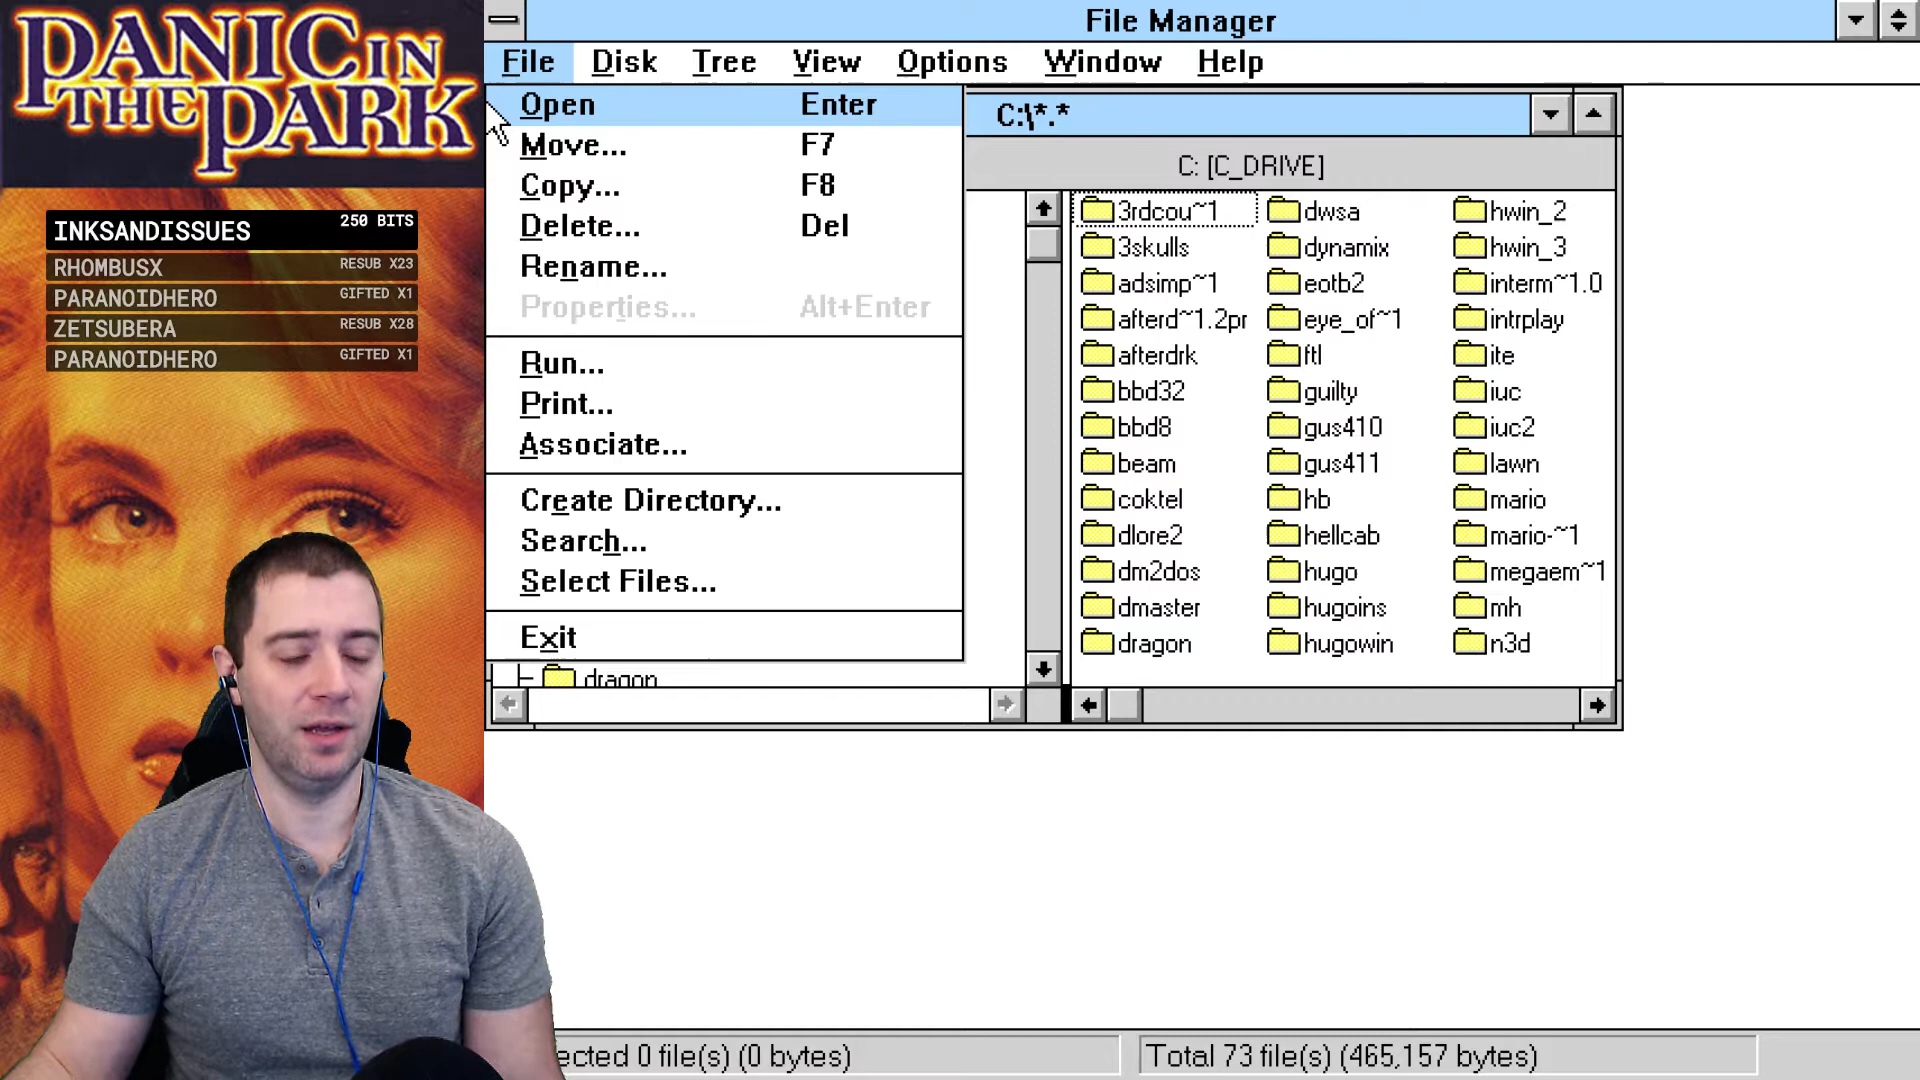 PANIC IN
THE PARK
INKSANDISSUES 250 BITS
RHOMBUSX RESUB X23
PARANOIDHERO GIFTED X1
ZETSUBERA RESUB X28
PARANOIDHERO GIFTED X1
File Manager
File Disk Tree View Options Window Help
Open Enter
Move... F7
Copy... F8
Delete... Del
Rename...
Properties... Alt+Enter
Run...
Print...
Associate...
Create Directory...
Search...
Select Files...
Exit
dragon
C:\*.*
C: [C_DRIVE]
3rdcou~1 dwsa hwin_2
3skulls dynamix hwin_3
adsimp~1 eotb2 interm~1.0
afterd~1.2pr eye_of~1 intrplay
afterdrk ftl ite
bbd32 guilty iuc
bbd8 gus410 iuc2
beam gus411 lawn
coktel hb mario
dlore2 hellcab mario-~1
dm2dos hugo megaem~1
dmaster hugoins mh
dragon hugowin n3d
ected 0 file(s) (0 bytes) Total 73 file(s) (465,157 bytes)